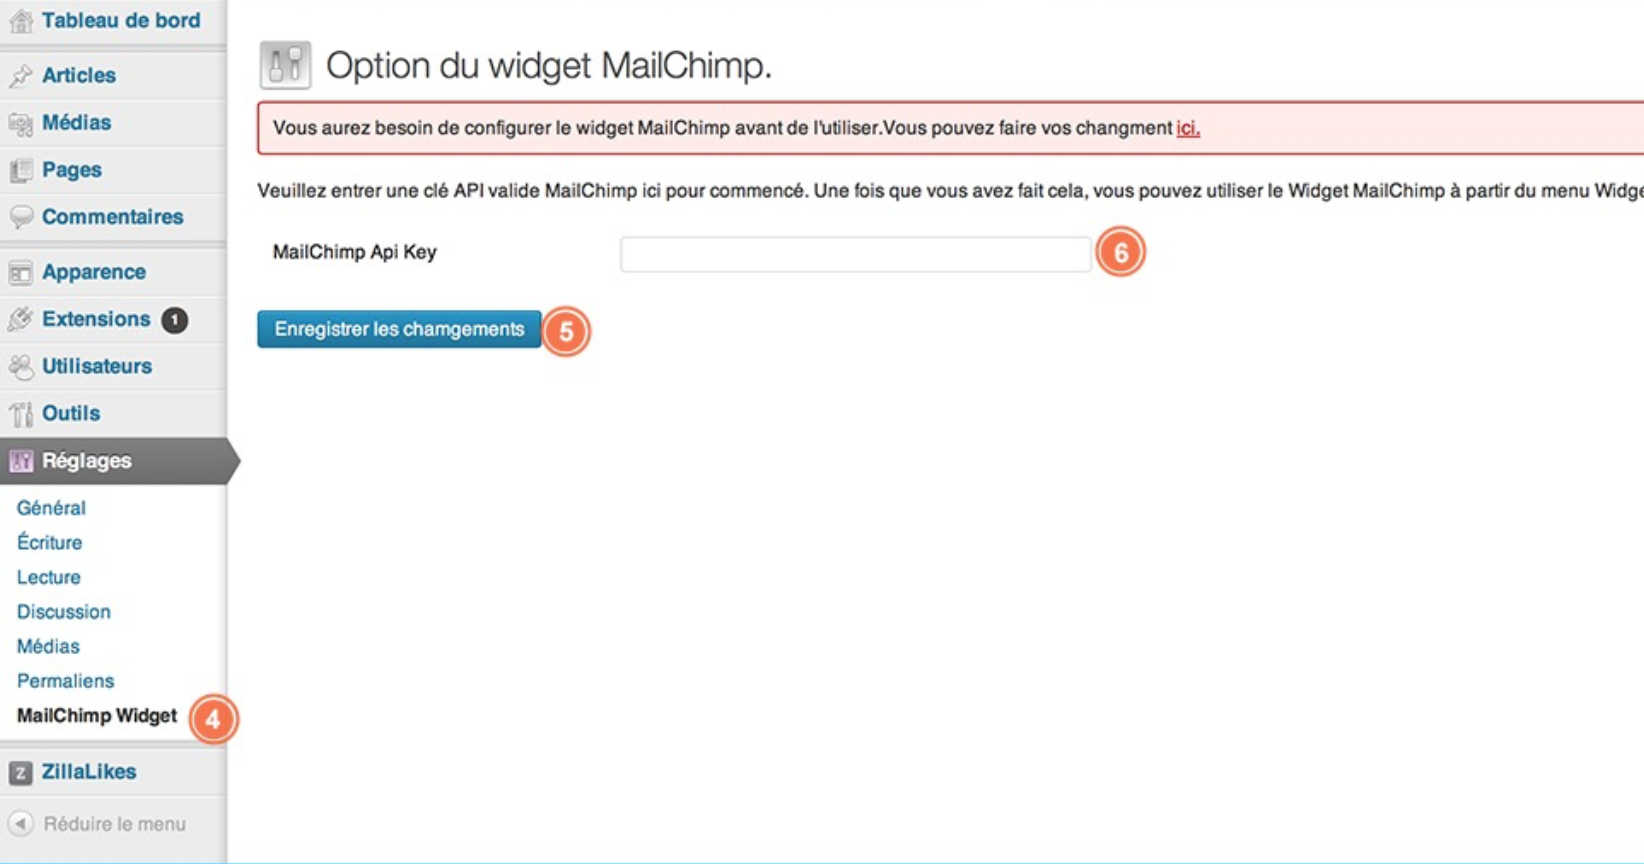 Tableau de bord
Articles
Médias
Pages
Commentaires
Apparence
Extensions 1
Utilisateurs
Outils
Réglages
Général
Écriture
Lecture
Discussion
Médias
Permaliens
MailChimp Widget 4
ZillaLikes
Réduire le menu
Option du widget MailChimp.
Vous aurez besoin de configurer le widget MailChimp avant de l'utiliser.Vous pouvez faire vos changment ici.
Veuillez entrer une clé API valide MailChimp ici pour commencé. Une fois que vous avez fait cela, vous pouvez utiliser le Widget MailChimp à partir du menu Widge
MailChimp Api Key 6
Enregistrer les chamgements 5